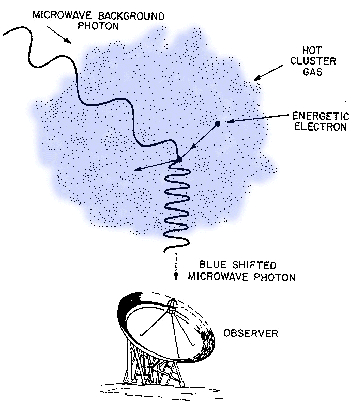 MICROWAVE BACKGROUND
PHOTON
HOT
CLUSTER
GAS
ENERGETIC
ELECTRON
BLUE SHIFTED
MICROWAVE PHOTON
OBSERVER